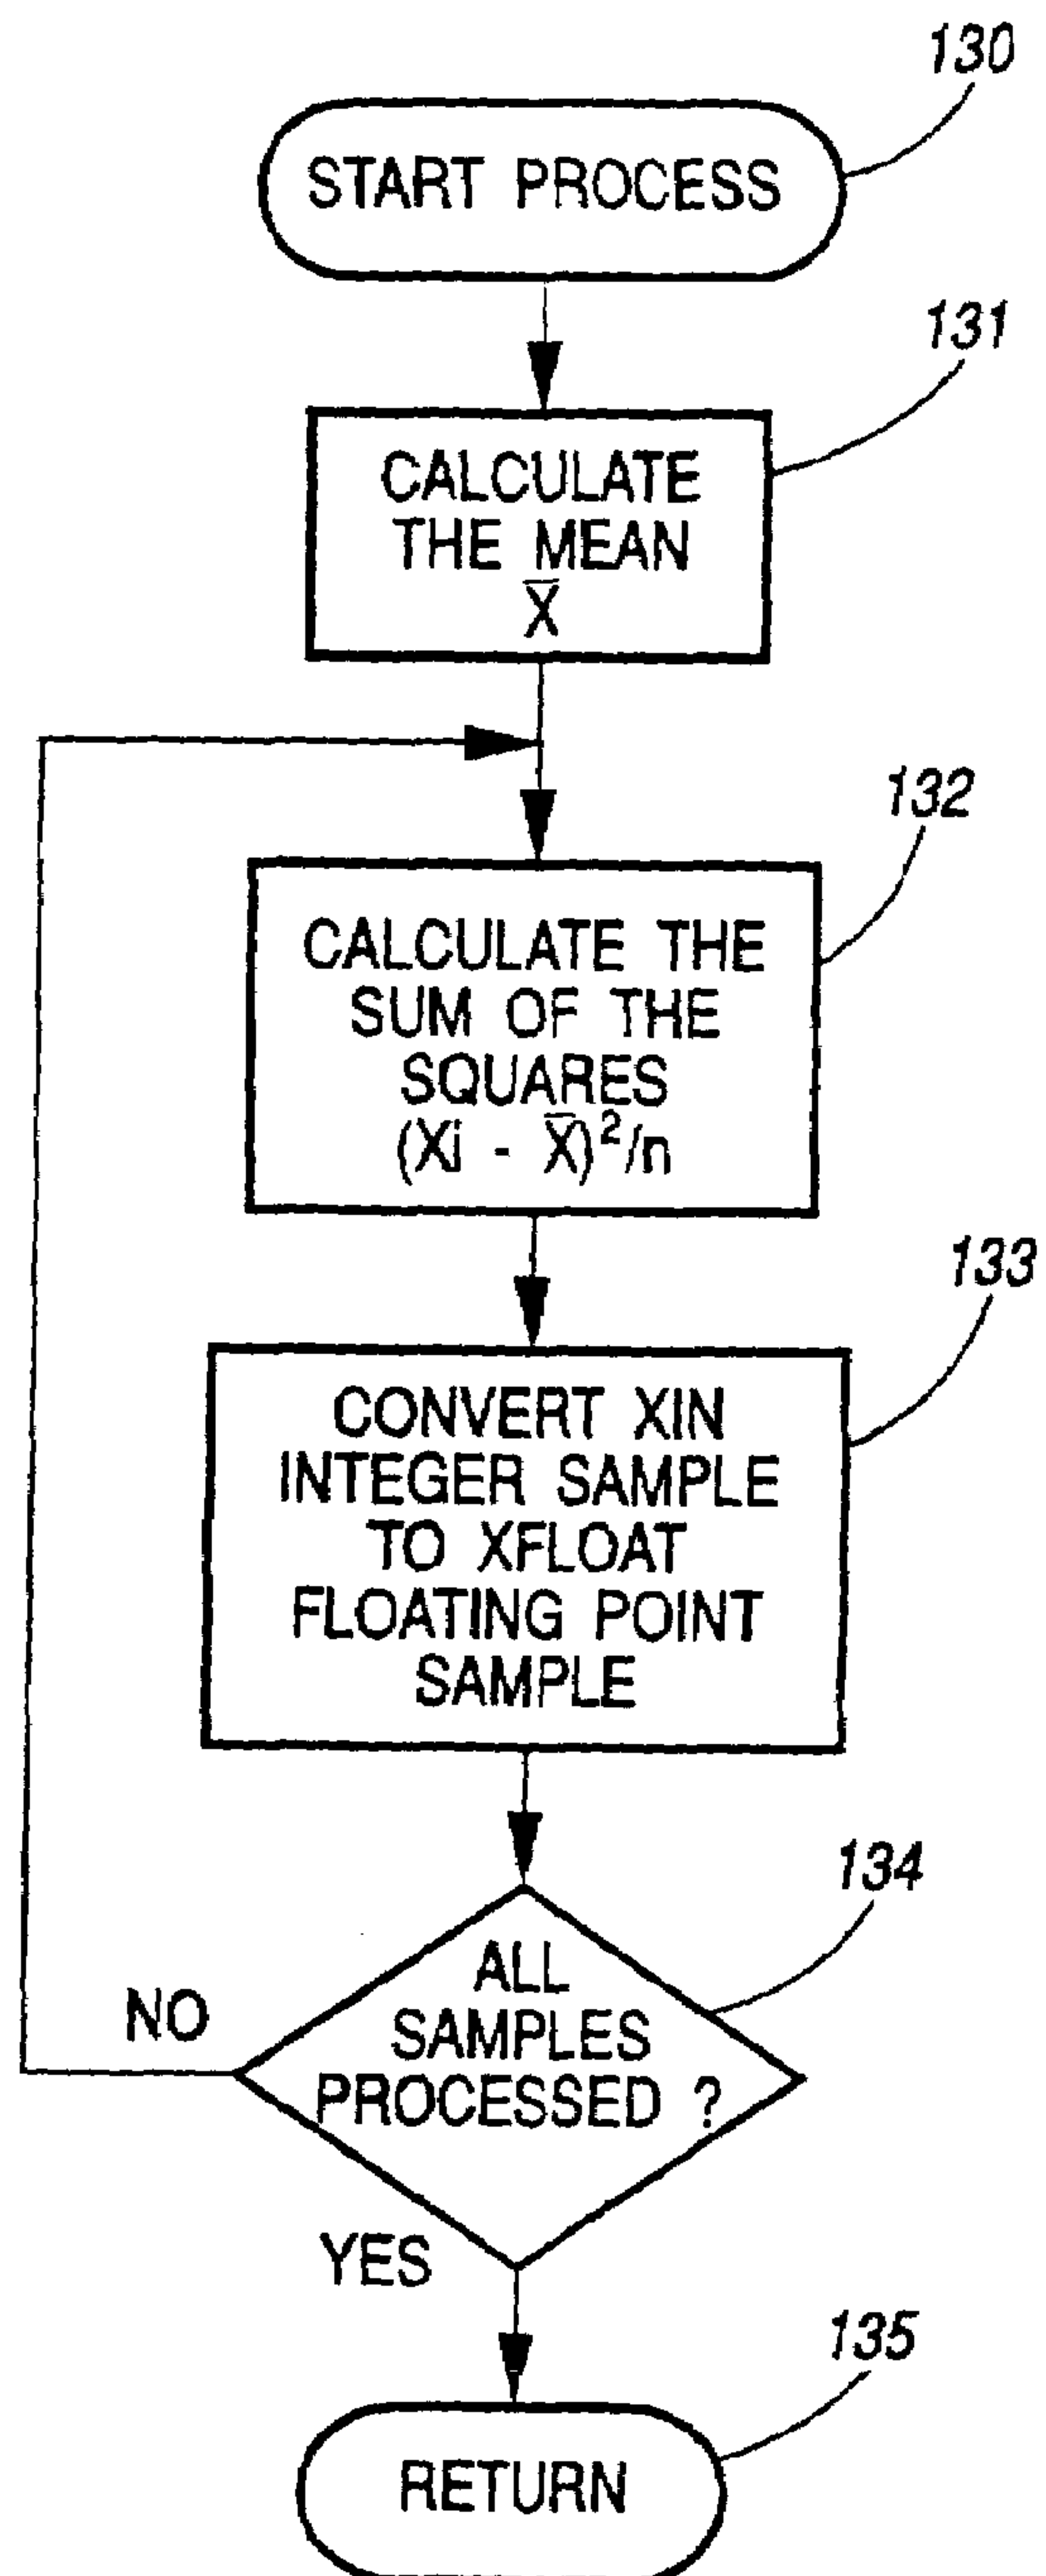 130
START PROCESS
131
CALCULATE
THE MEAN
X̄
132
CALCULATE THE
SUM OF THE
SQUARES
(Xi - X̄)²/n
133
CONVERT XIN
INTEGER SAMPLE
TO XFLOAT
FLOATING POINT
SAMPLE
134
ALL
SAMPLES
PROCESSED ?
NO
YES
135
RETURN